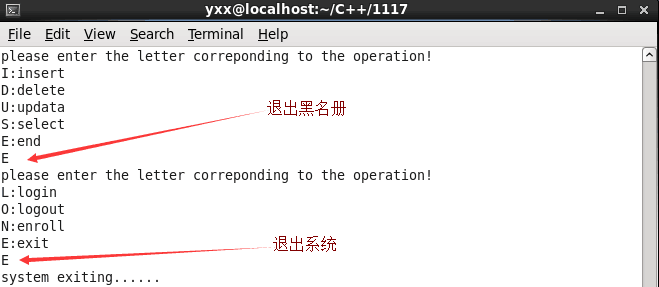 yxx@localhost:~/C++/1117
File Edit View Search Terminal Help
please enter the letter correponding to the operation!
I:insert
D:delete
U:updata
S:select
退出黑名册
E:end
E
please enter the letter correponding to the operation!
L:login
O:logout
N:enroll
E:exit
退出系统
E
system exiting......